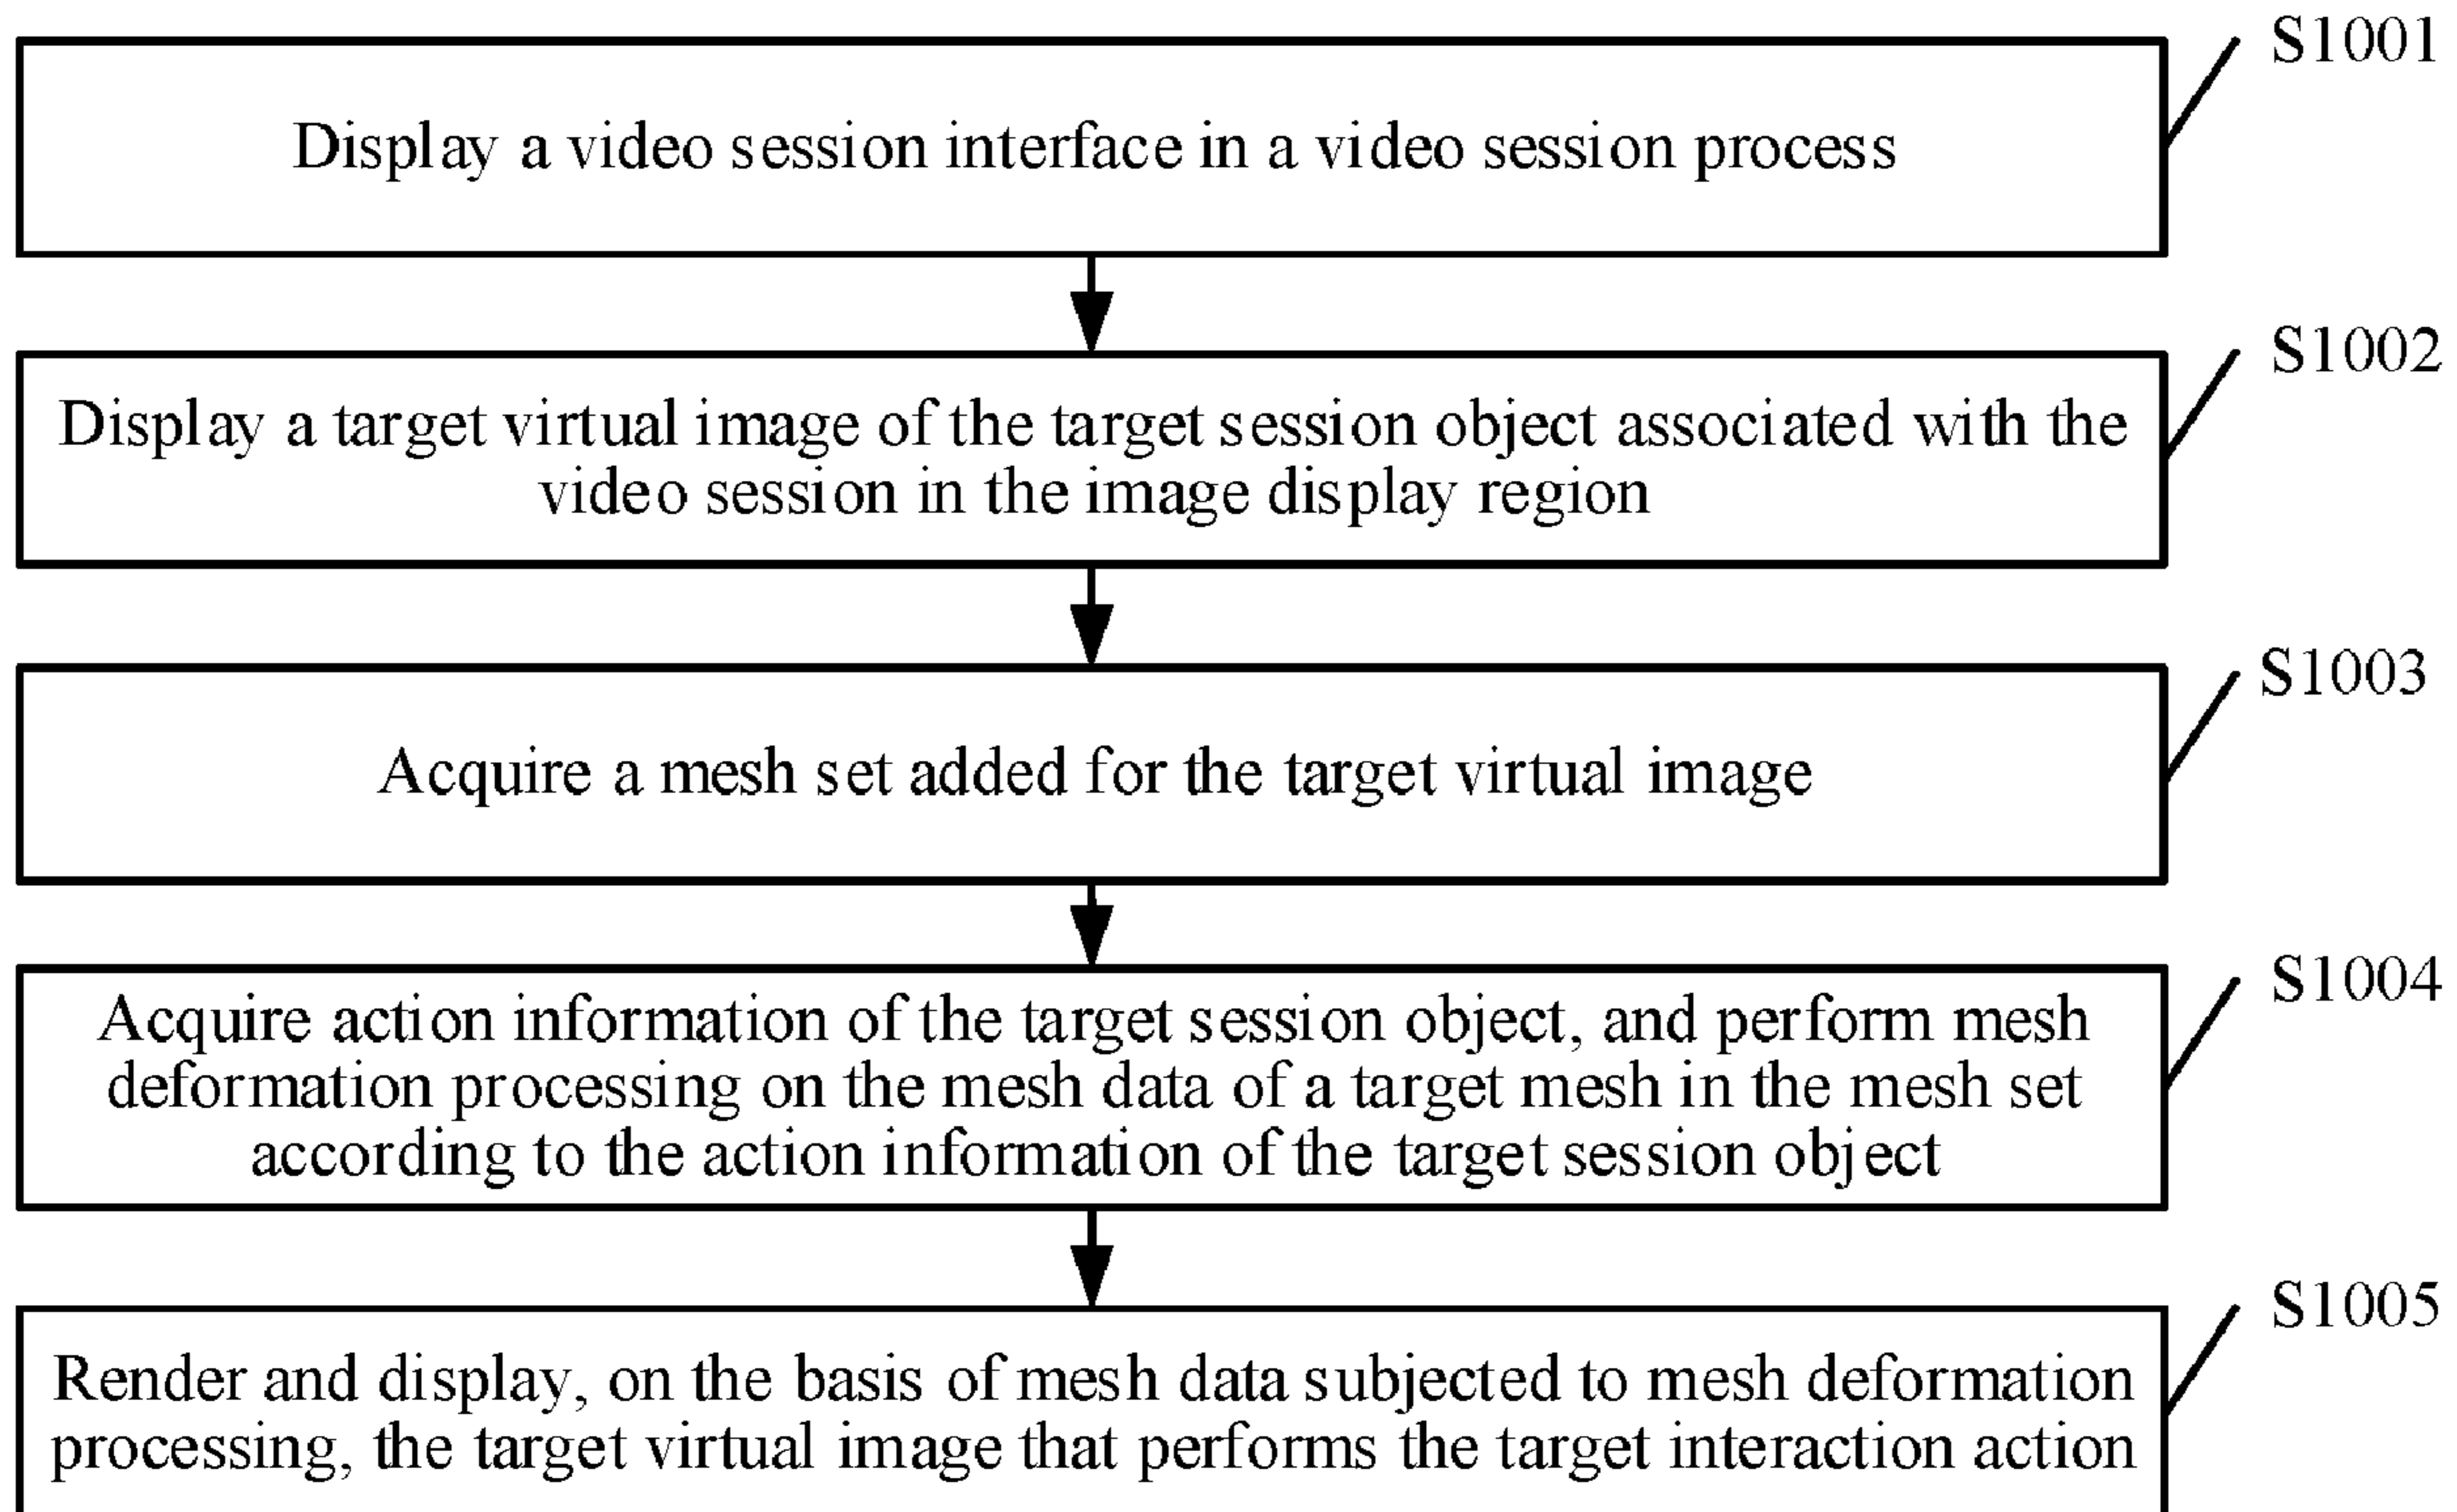 S1001
Display a video session interface in a video session process
S1002
Display a target virtual image of the target session object associated with the
video session in the image display region
S1003
Acquire a mesh set added for the target virtual image
S1004
Acquire action information of the target session object, and perform mesh
deformation processing on the mesh data of a target mesh in the mesh set
according to the action information of the target session object
S1005
Render and display, on the basis of mesh data subjected to mesh deformation
processing, the target virtual image that performs the target interaction action